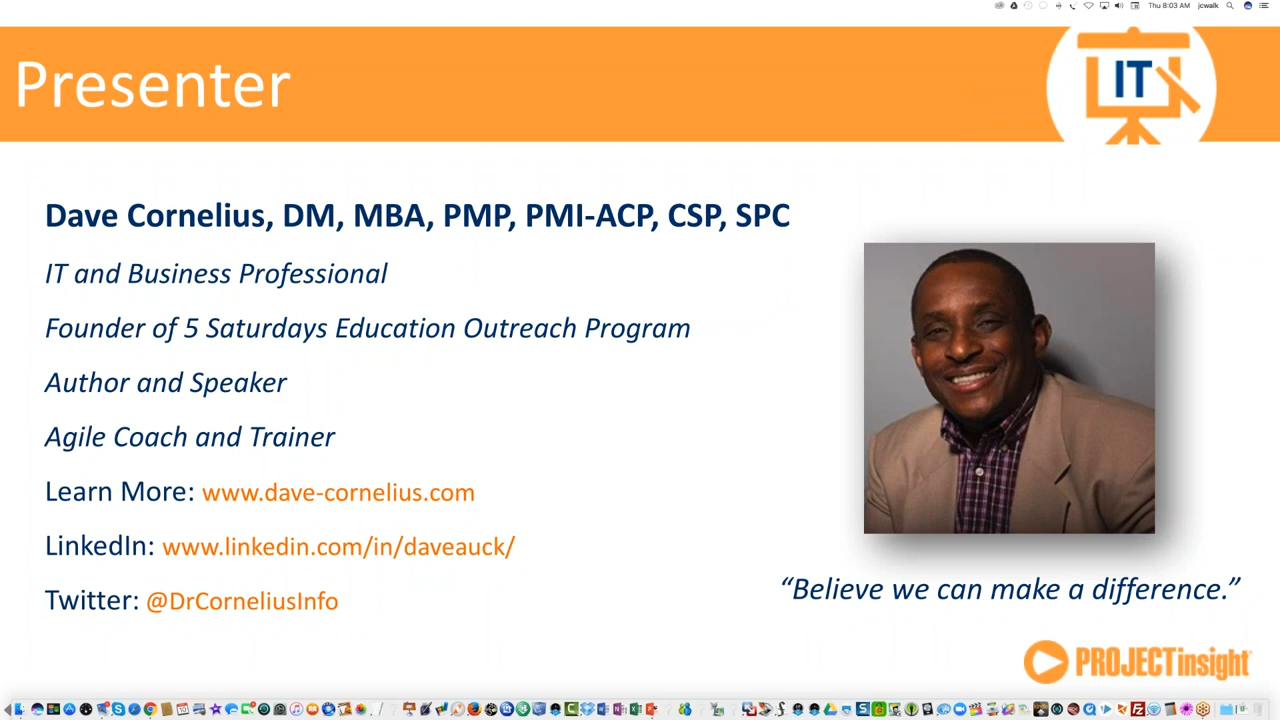 Thu 8:03 AM jcwalk
Presenter
IT
Dave Cornelius, DM, MBA, PMP, PMI-ACP, CSP, SPC
IT and Business Professional
Founder of 5 Saturdays Education Outreach Program
Author and Speaker
Agile Coach and Trainer
Learn More: www.dave-cornelius.com
LinkedIn: www.linkedin.com/in/daveauck/
Twitter: @DrCorneliusInfo
“Believe we can make a difference.”
PROJECTinsight